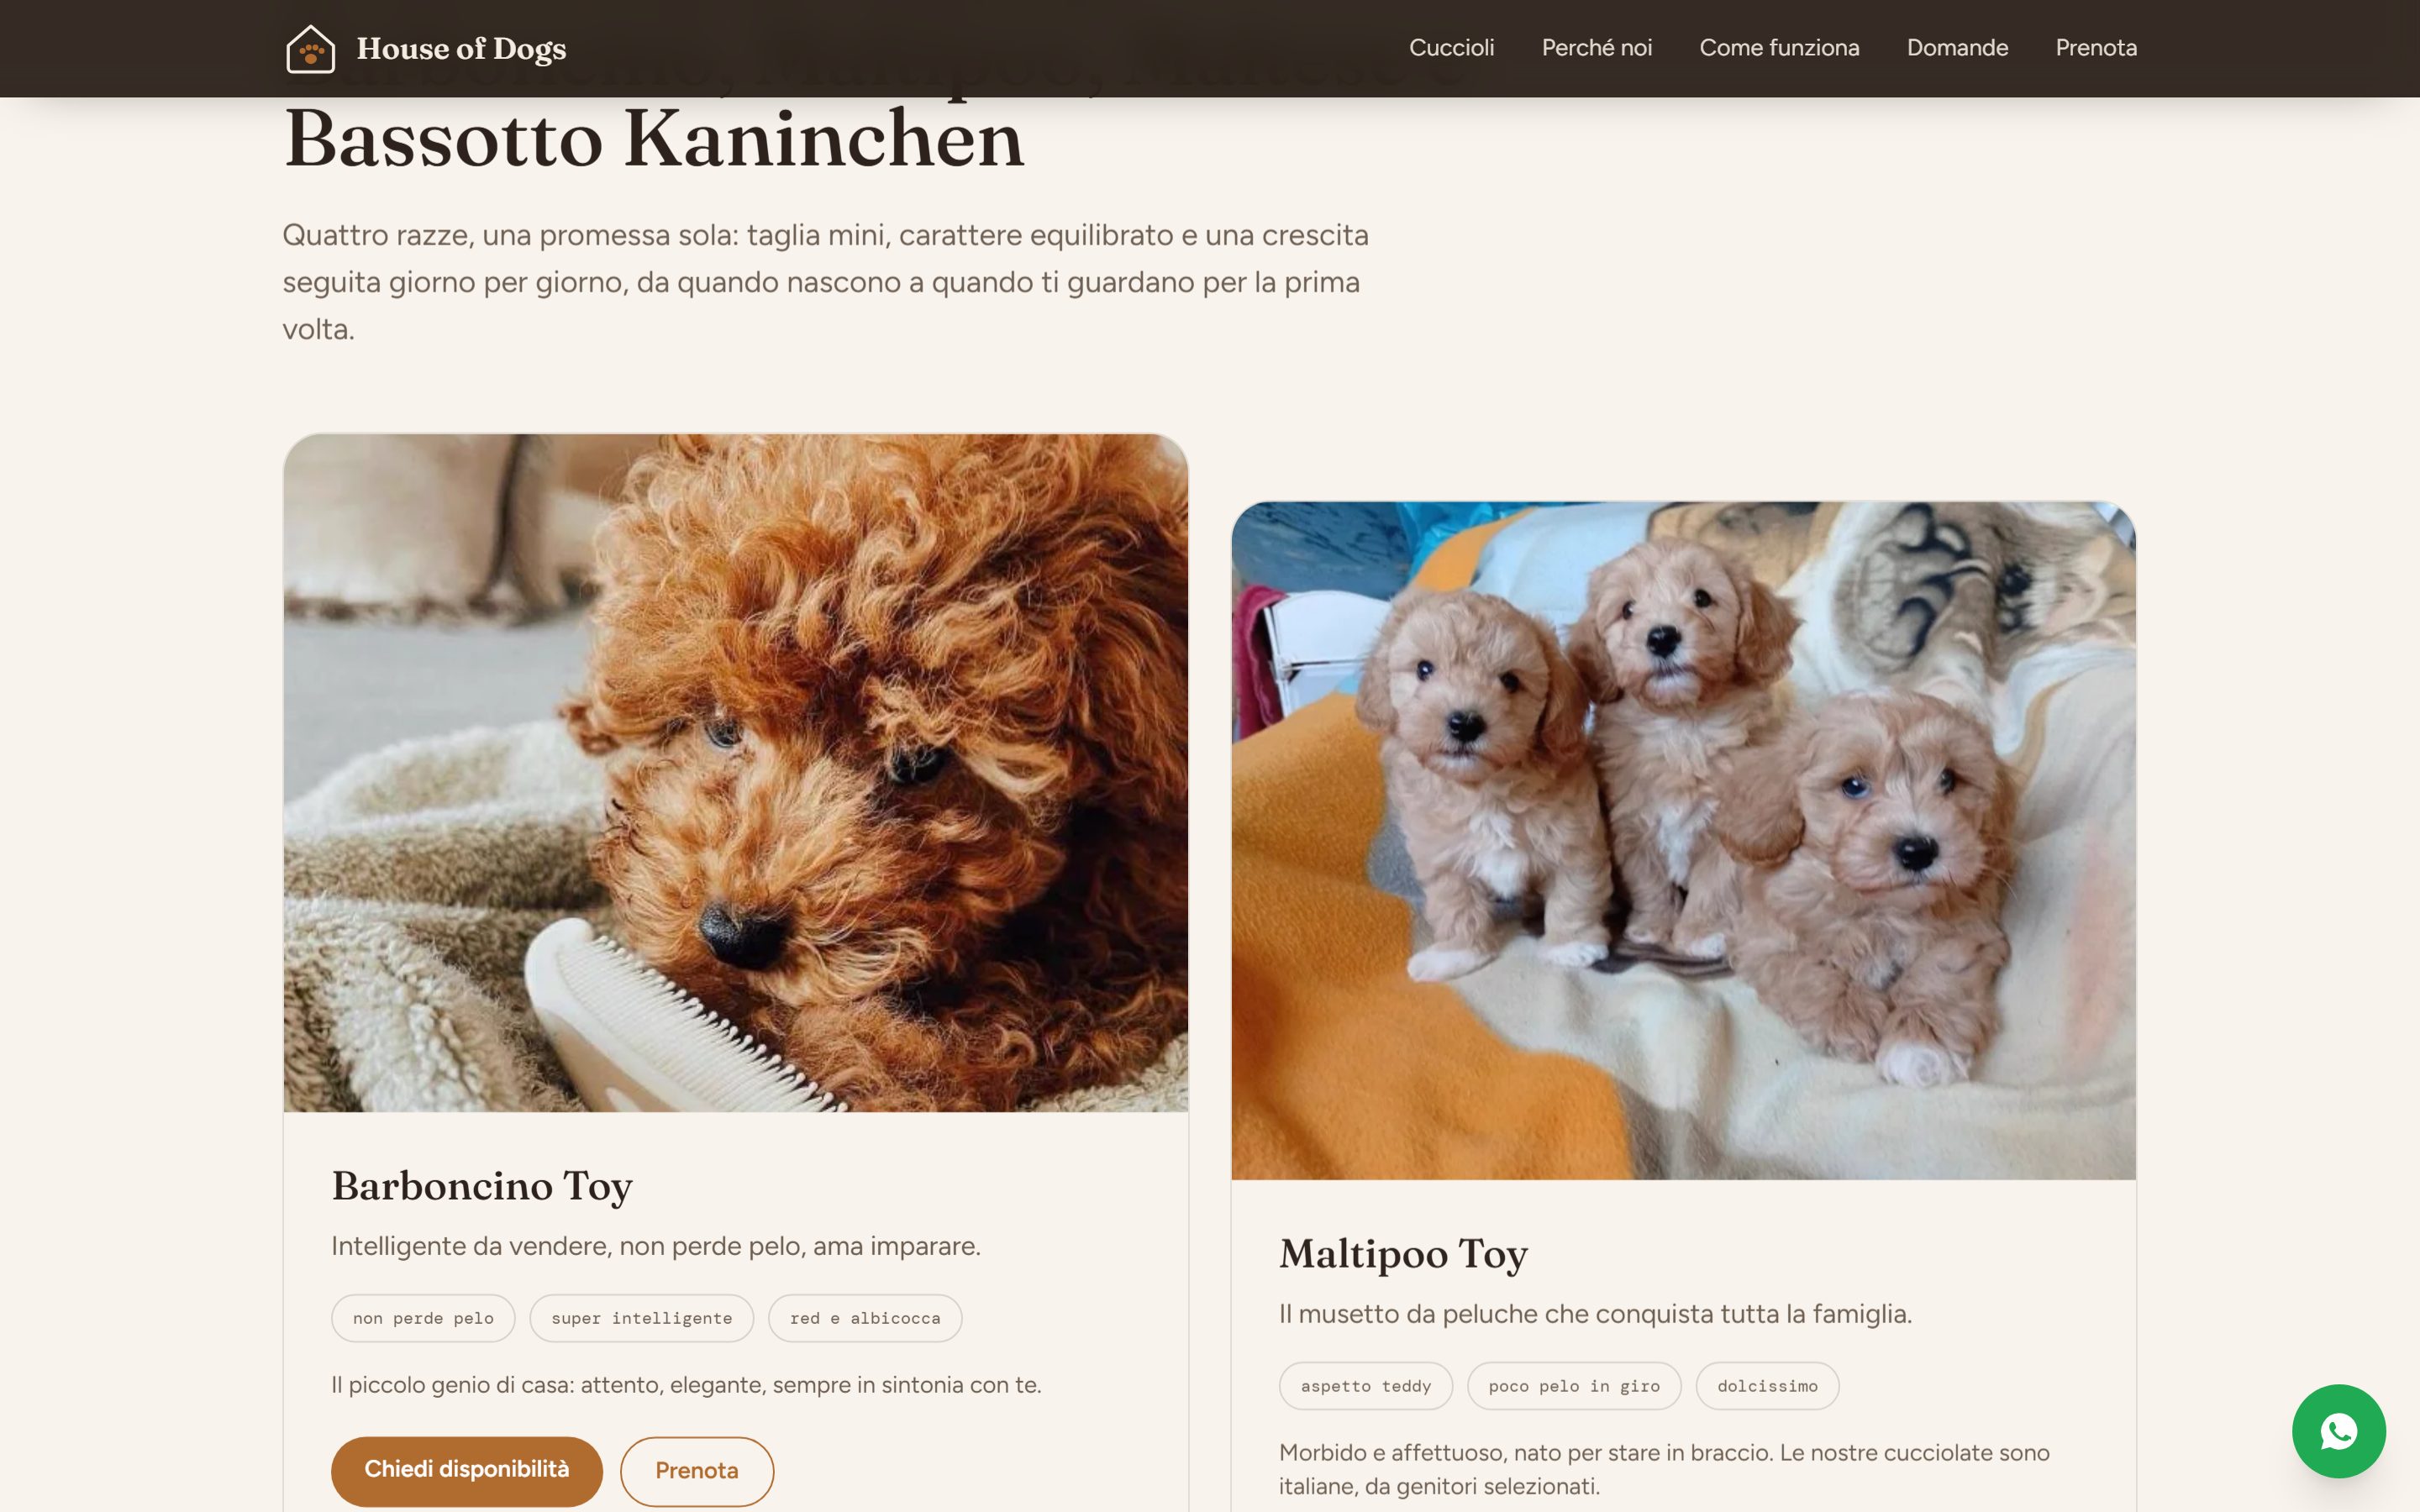 House of Dogs
Cuccioli
Perché noi
Come funziona
Domande
Prenota
Barboncino, Maltipoo, Maltese e
Bassotto Kaninchen
Quattro razze, una promessa sola: taglia mini, carattere equilibrato e una crescita
seguita giorno per giorno, da quando nascono a quando ti guardano per la prima
volta.
Barboncino Toy
Intelligente da vendere, non perde pelo, ama imparare.
non perde pelo
super intelligente
red e albicocca
Il piccolo genio di casa: attento, elegante, sempre in sintonia con te.
Chiedi disponibilità
Prenota
Maltipoo Toy
Il musetto da peluche che conquista tutta la famiglia.
aspetto teddy
poco pelo in giro
dolcissimo
Morbido e affettuoso, nato per stare in braccio. Le nostre cucciolate sono
italiane, da genitori selezionati.